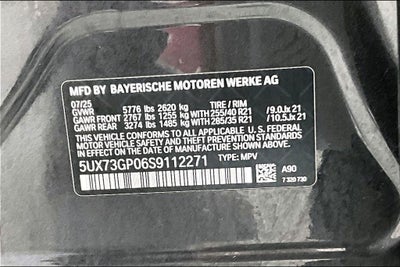 MFD BY BAYERISCHE MOTOREN WERKE AG
07/25
GVWR 5776 lbs 2620 kg TIRE / RIM
GAWR FRONT 2767 lbs 1255 kg 255/40 R21 / 9.0Jx 21
GAWR REAR 3274 lbs 1485 kg 285/35 R21 / 10.5Jx 21
THIS VEHICLE CONFORMS TO ALL APPLICABLE U.S. FEDERAL
MOTOR VEHICLE SAFETY, BUMPER AND THEFT PREVENTION
STANDARDS IN EFFECT ON THE DATE OF MANUFACTURE SHOWN ABOVE.
5UX73GP06S9112271 TYPE: MPV
A90
7 320 730